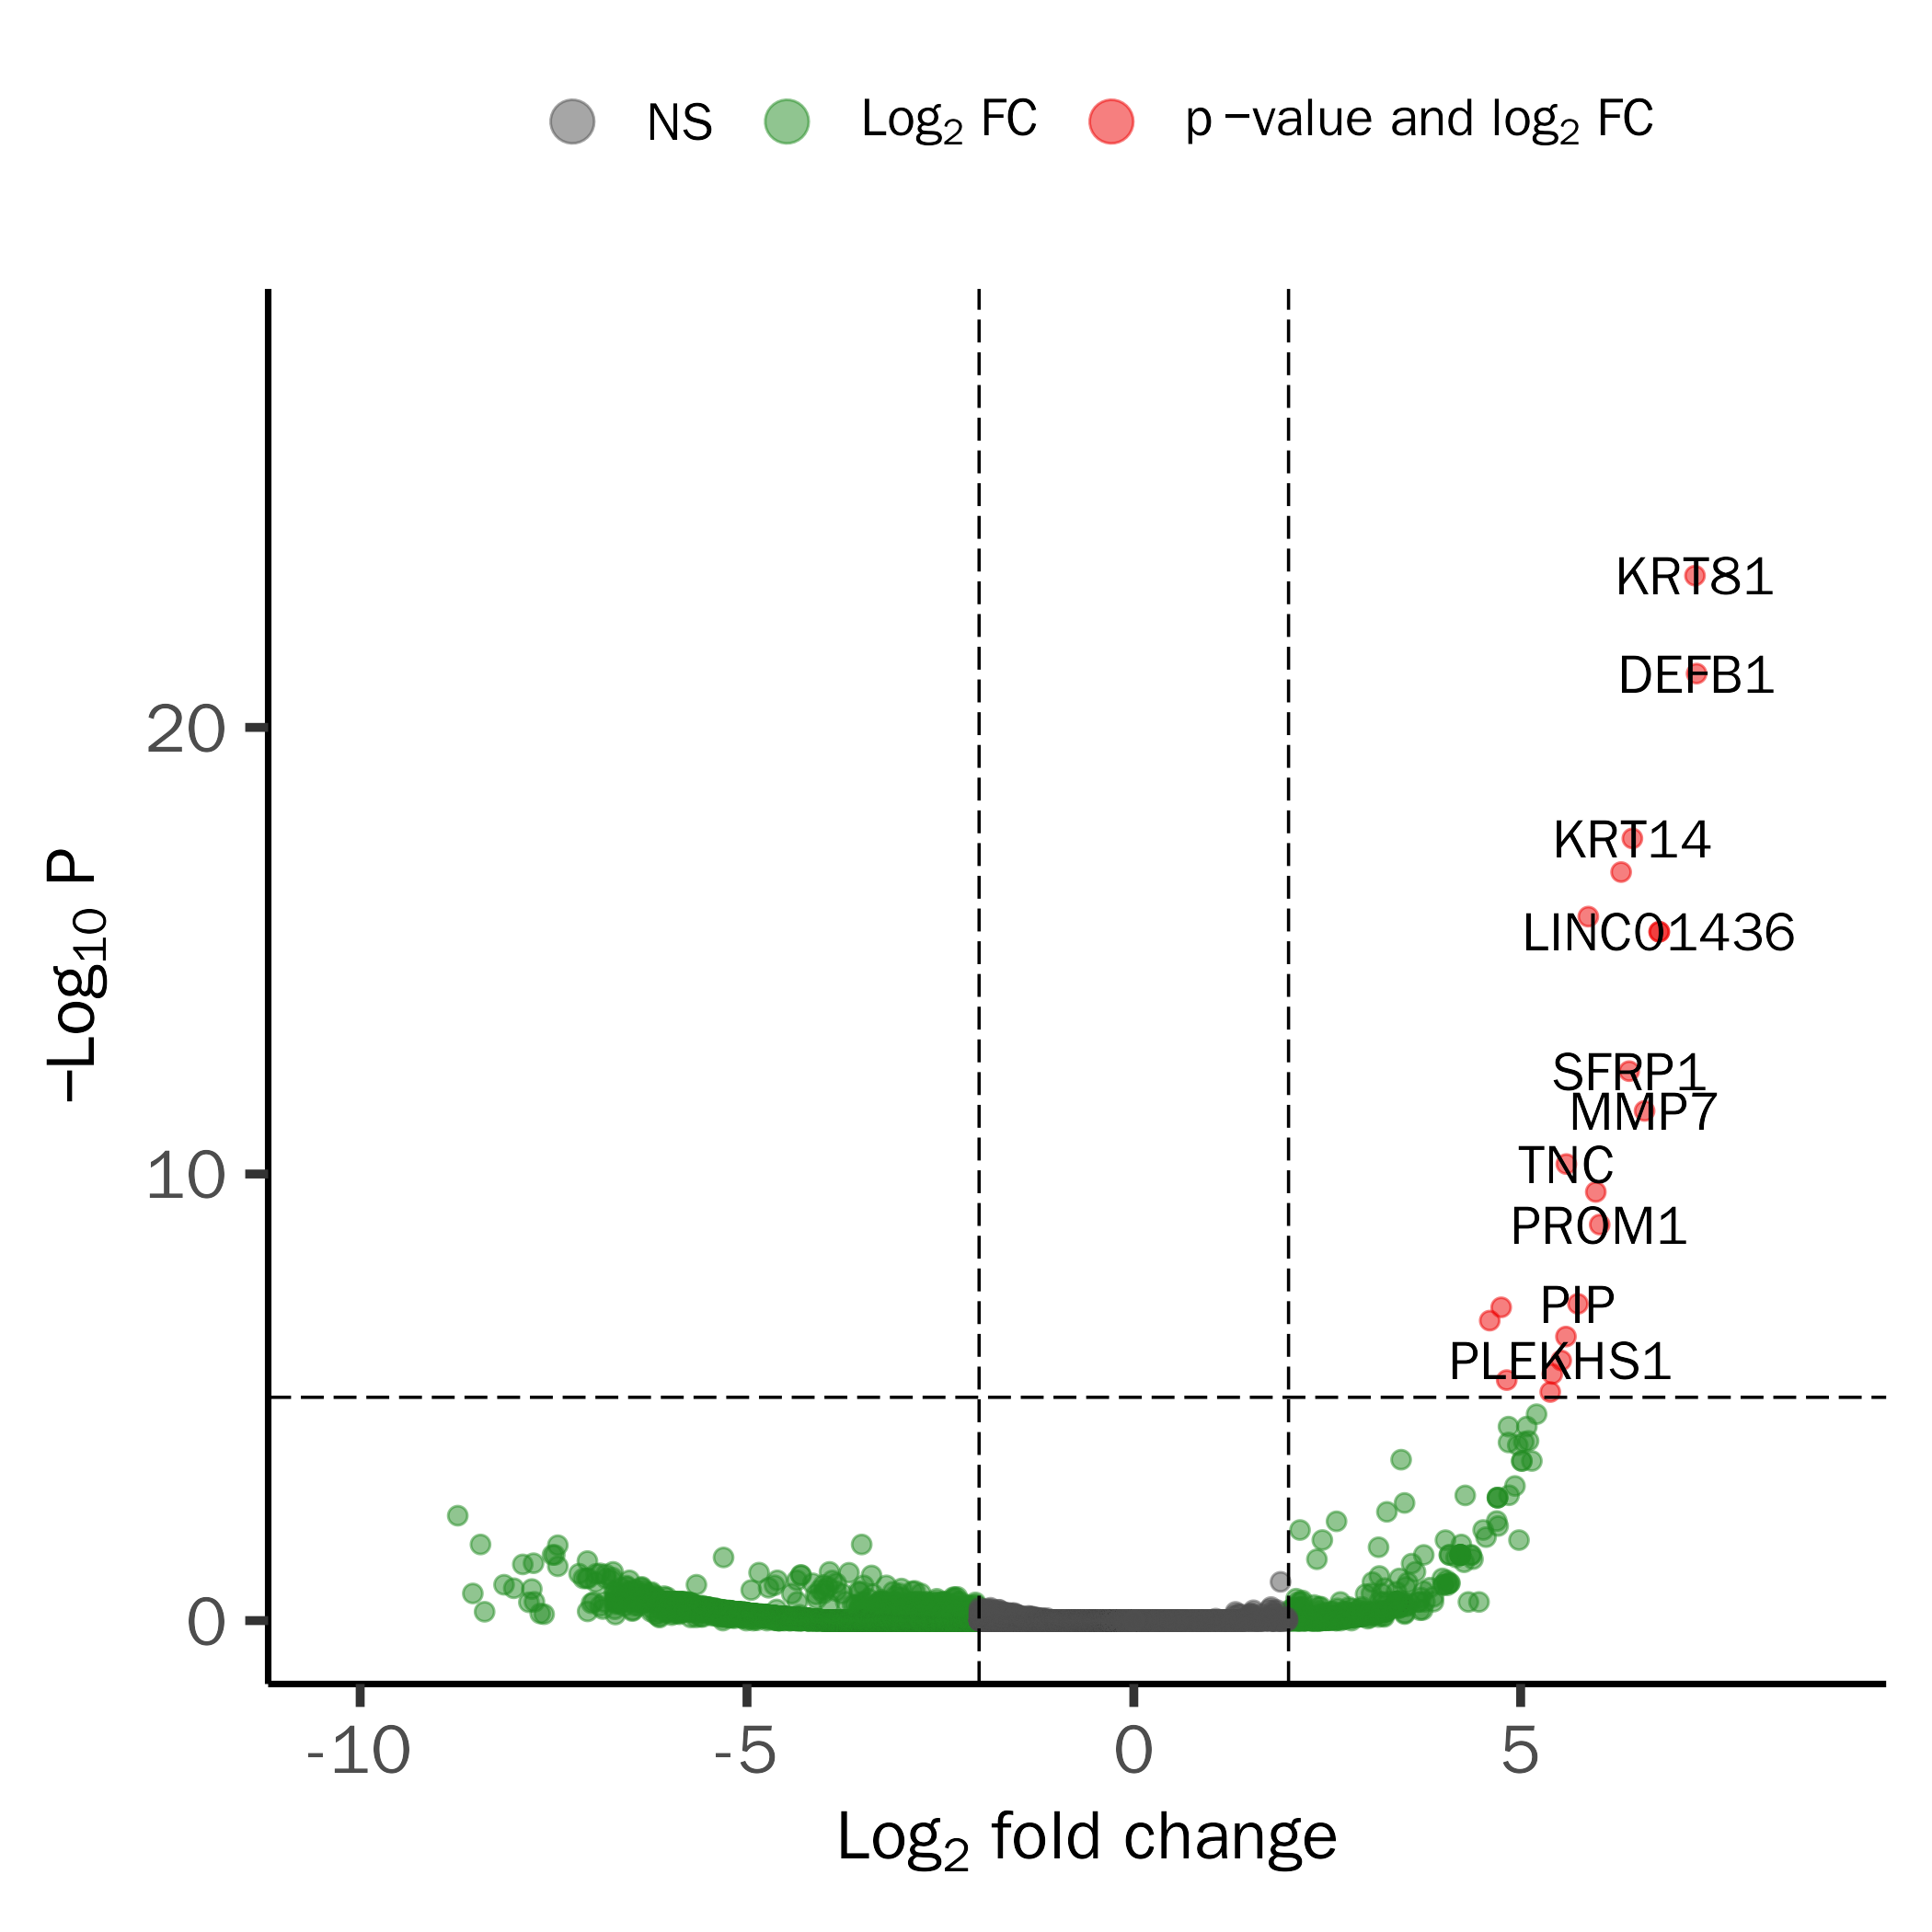 NS Log₂ FC p −value and log₂ FC
KRT81
DEFB1
20
KRT14
LINC01436
SFRP1
MMP7
TNC
10
PROM1
PIP
PLEKHS1
0
−Log₁₀ P
-10 -5 0 5
Log₂ fold change